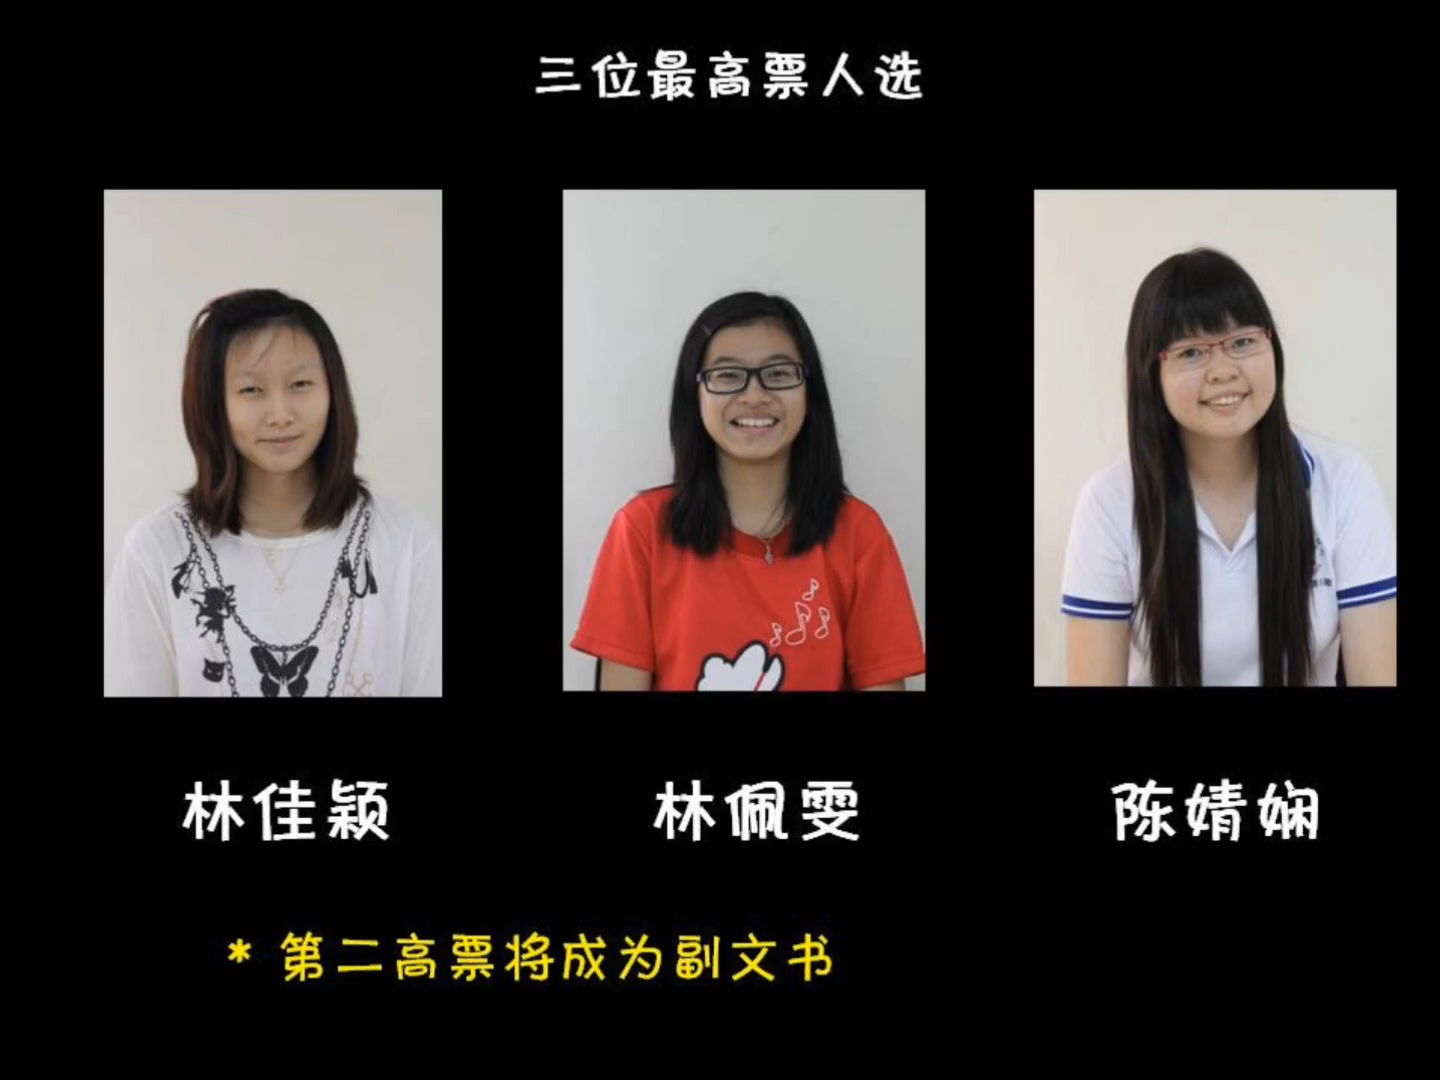 三位最高票人选
林佳颖
林佩雯
陈婧娴
* 第二高票将成为副文书